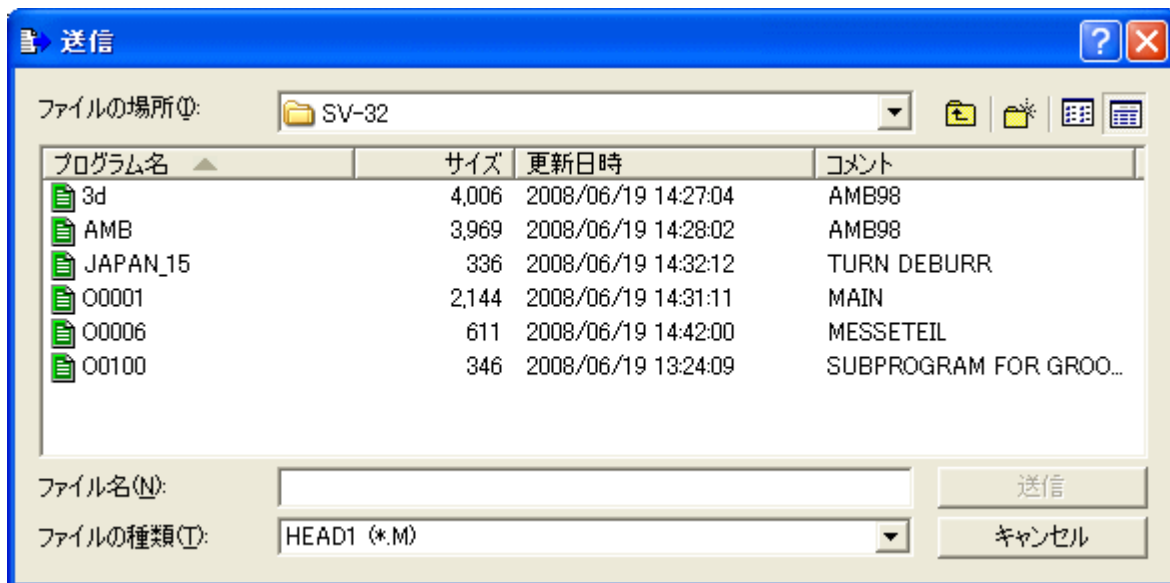 送信
ファイルの場所(I): SV-32
プログラム名 サイズ 更新日時 コメント
3d 4,006 2008/06/19 14:27:04 AMB98
AMB 3,969 2008/06/19 14:28:02 AMB98
JAPAN_15 336 2008/06/19 14:32:12 TURN DEBURR
O0001 2,144 2008/06/19 14:31:11 MAIN
O0006 611 2008/06/19 14:42:00 MESSETEIL
O0100 346 2008/06/19 13:24:09 SUBPROGRAM FOR GROO...
ファイル名(N): 送信
ファイルの種類(T): HEAD1 (*.M) キャンセル